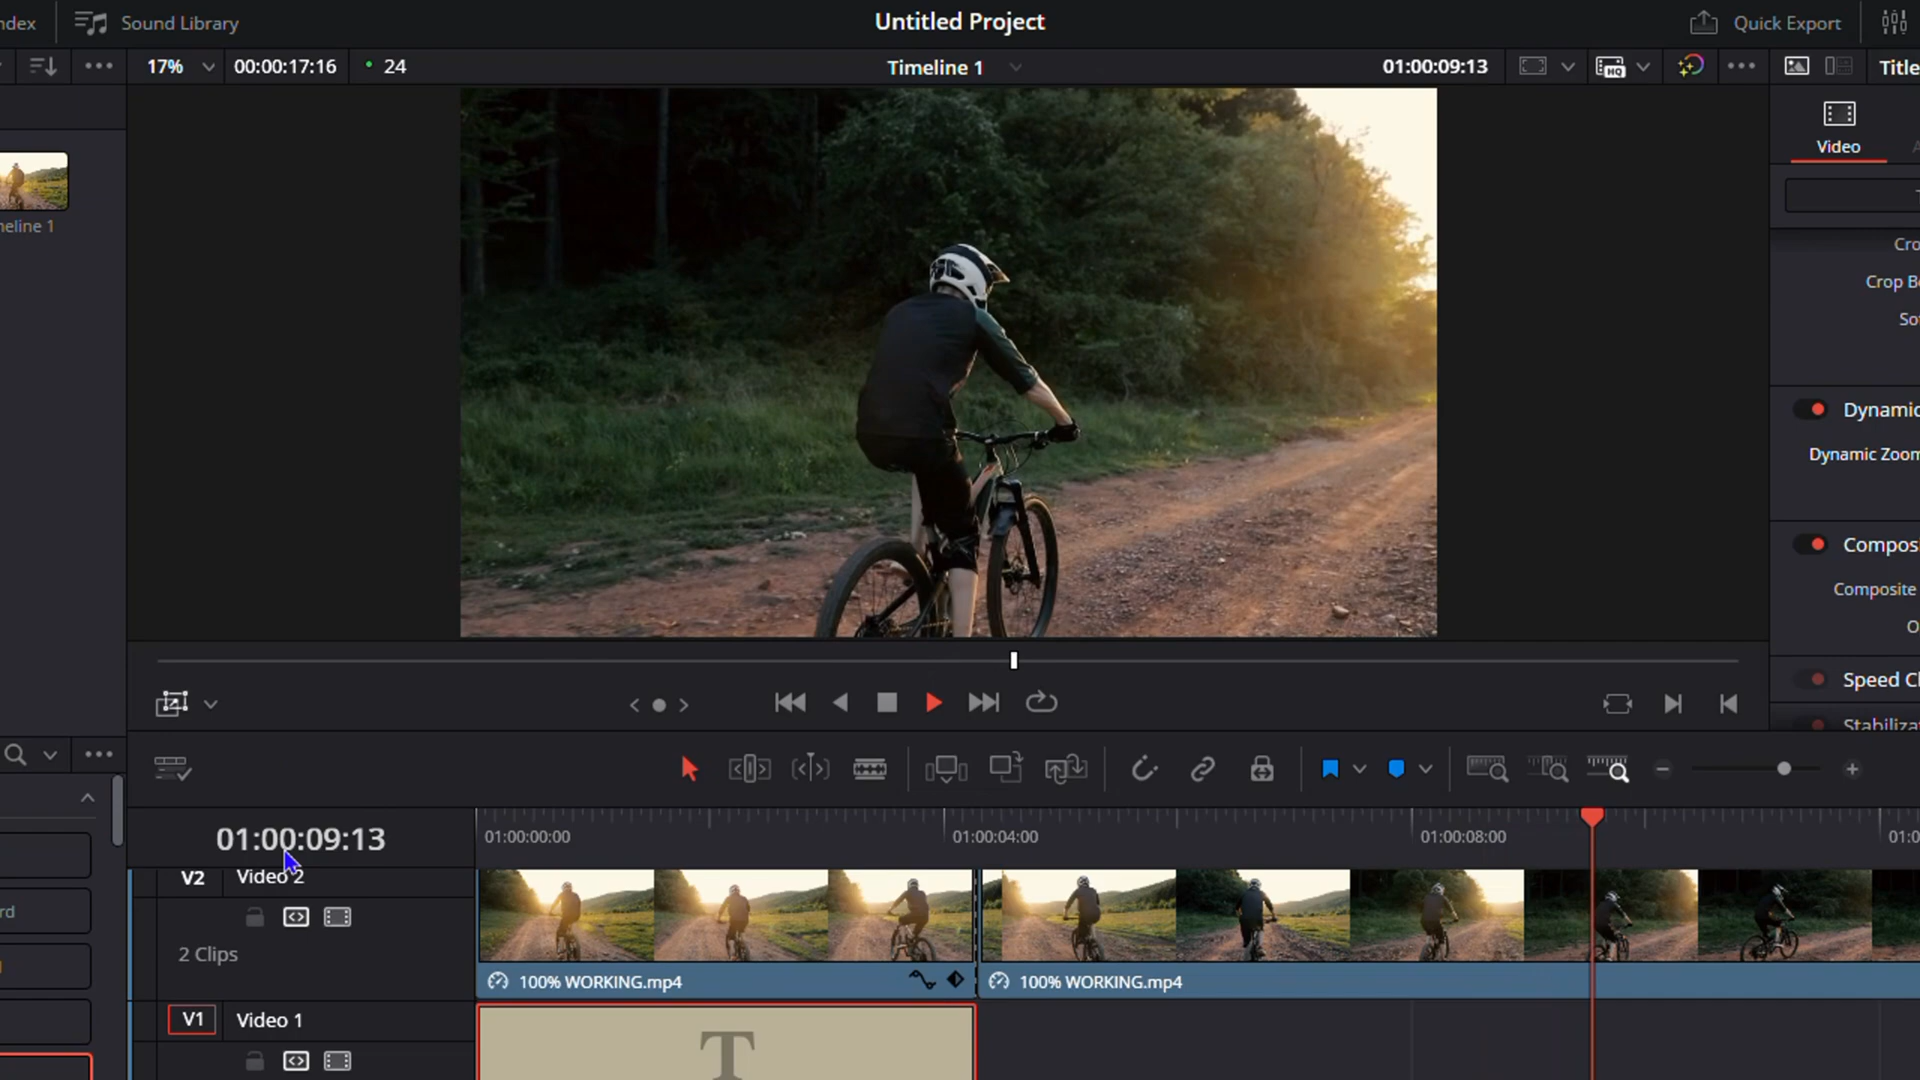 ndex
Sound Library
Untitled Project
Quick Export
17%
00:00:17:16
24
Timeline 1
01:00:09:13
Title
Video
meline 1
Cro
Crop B
So
Dynamic
Dynamic Zoom
Compos
Composite
O
Speed Cl
Stabiliza
01:00:09:13
01:00:00:00
01:00:04:00
01:00:08:00
01:0
V2
Video 2
2 Clips
100% WORKING.mp4
100% WORKING.mp4
V1
Video 1
T
rd